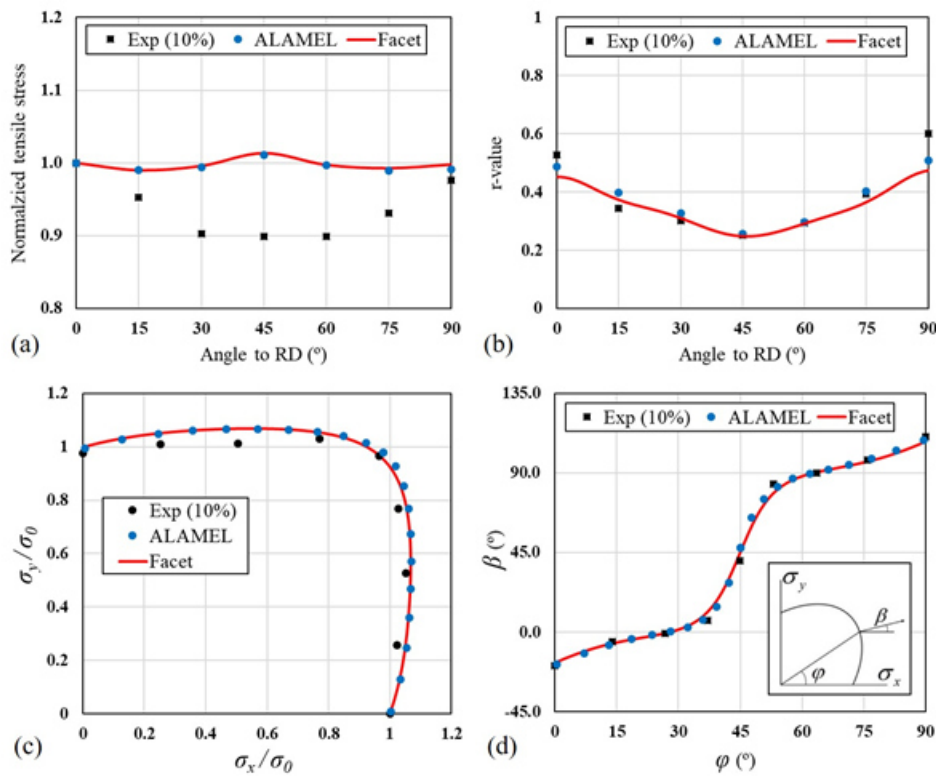 1.2
1.1
1.0
0.9
0.8
Normalzied tensile stress
Exp (10%) ALAMEL Facet
0 15 30 45 60 75 90
(a) Angle to RD (º)
1
0.8
0.6
0.4
0.2
0
r-value
Exp (10%) ALAMEL Facet
0 15 30 45 60 75 90
(b) Angle to RD (º)
1.2
1
0.8
0.6
0.4
0.2
0
σy/σ0
Exp (10%)
ALAMEL
Facet
0 0.2 0.4 0.6 0.8 1 1.2
(c) σx/σ0
135.0
90.0
45.0
0.0
-45.0
β (º)
Exp (10%) ALAMEL Facet
σy
β
φ
σx
0 15 30 45 60 75 90
(d) φ (º)